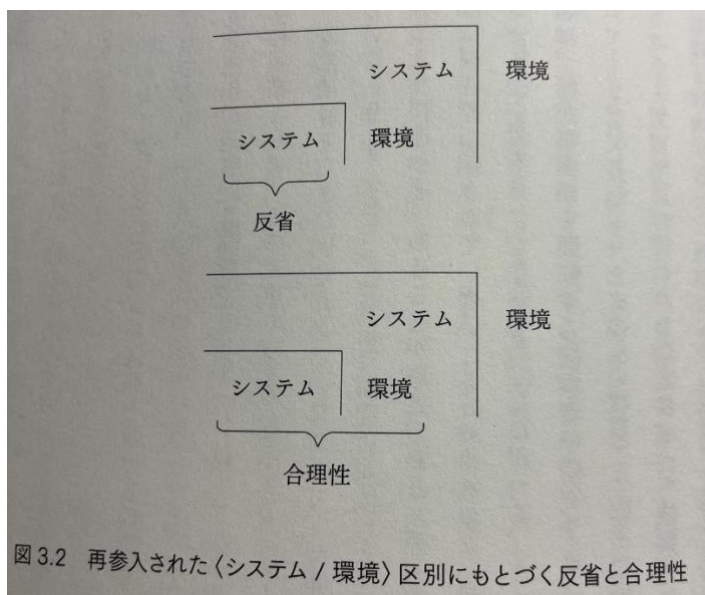 システム 環境
システム 環境
反省
システム 環境
システム 環境
合理性
図3.2 再参入された〈システム / 環境〉区別にもとづく反省と合理性